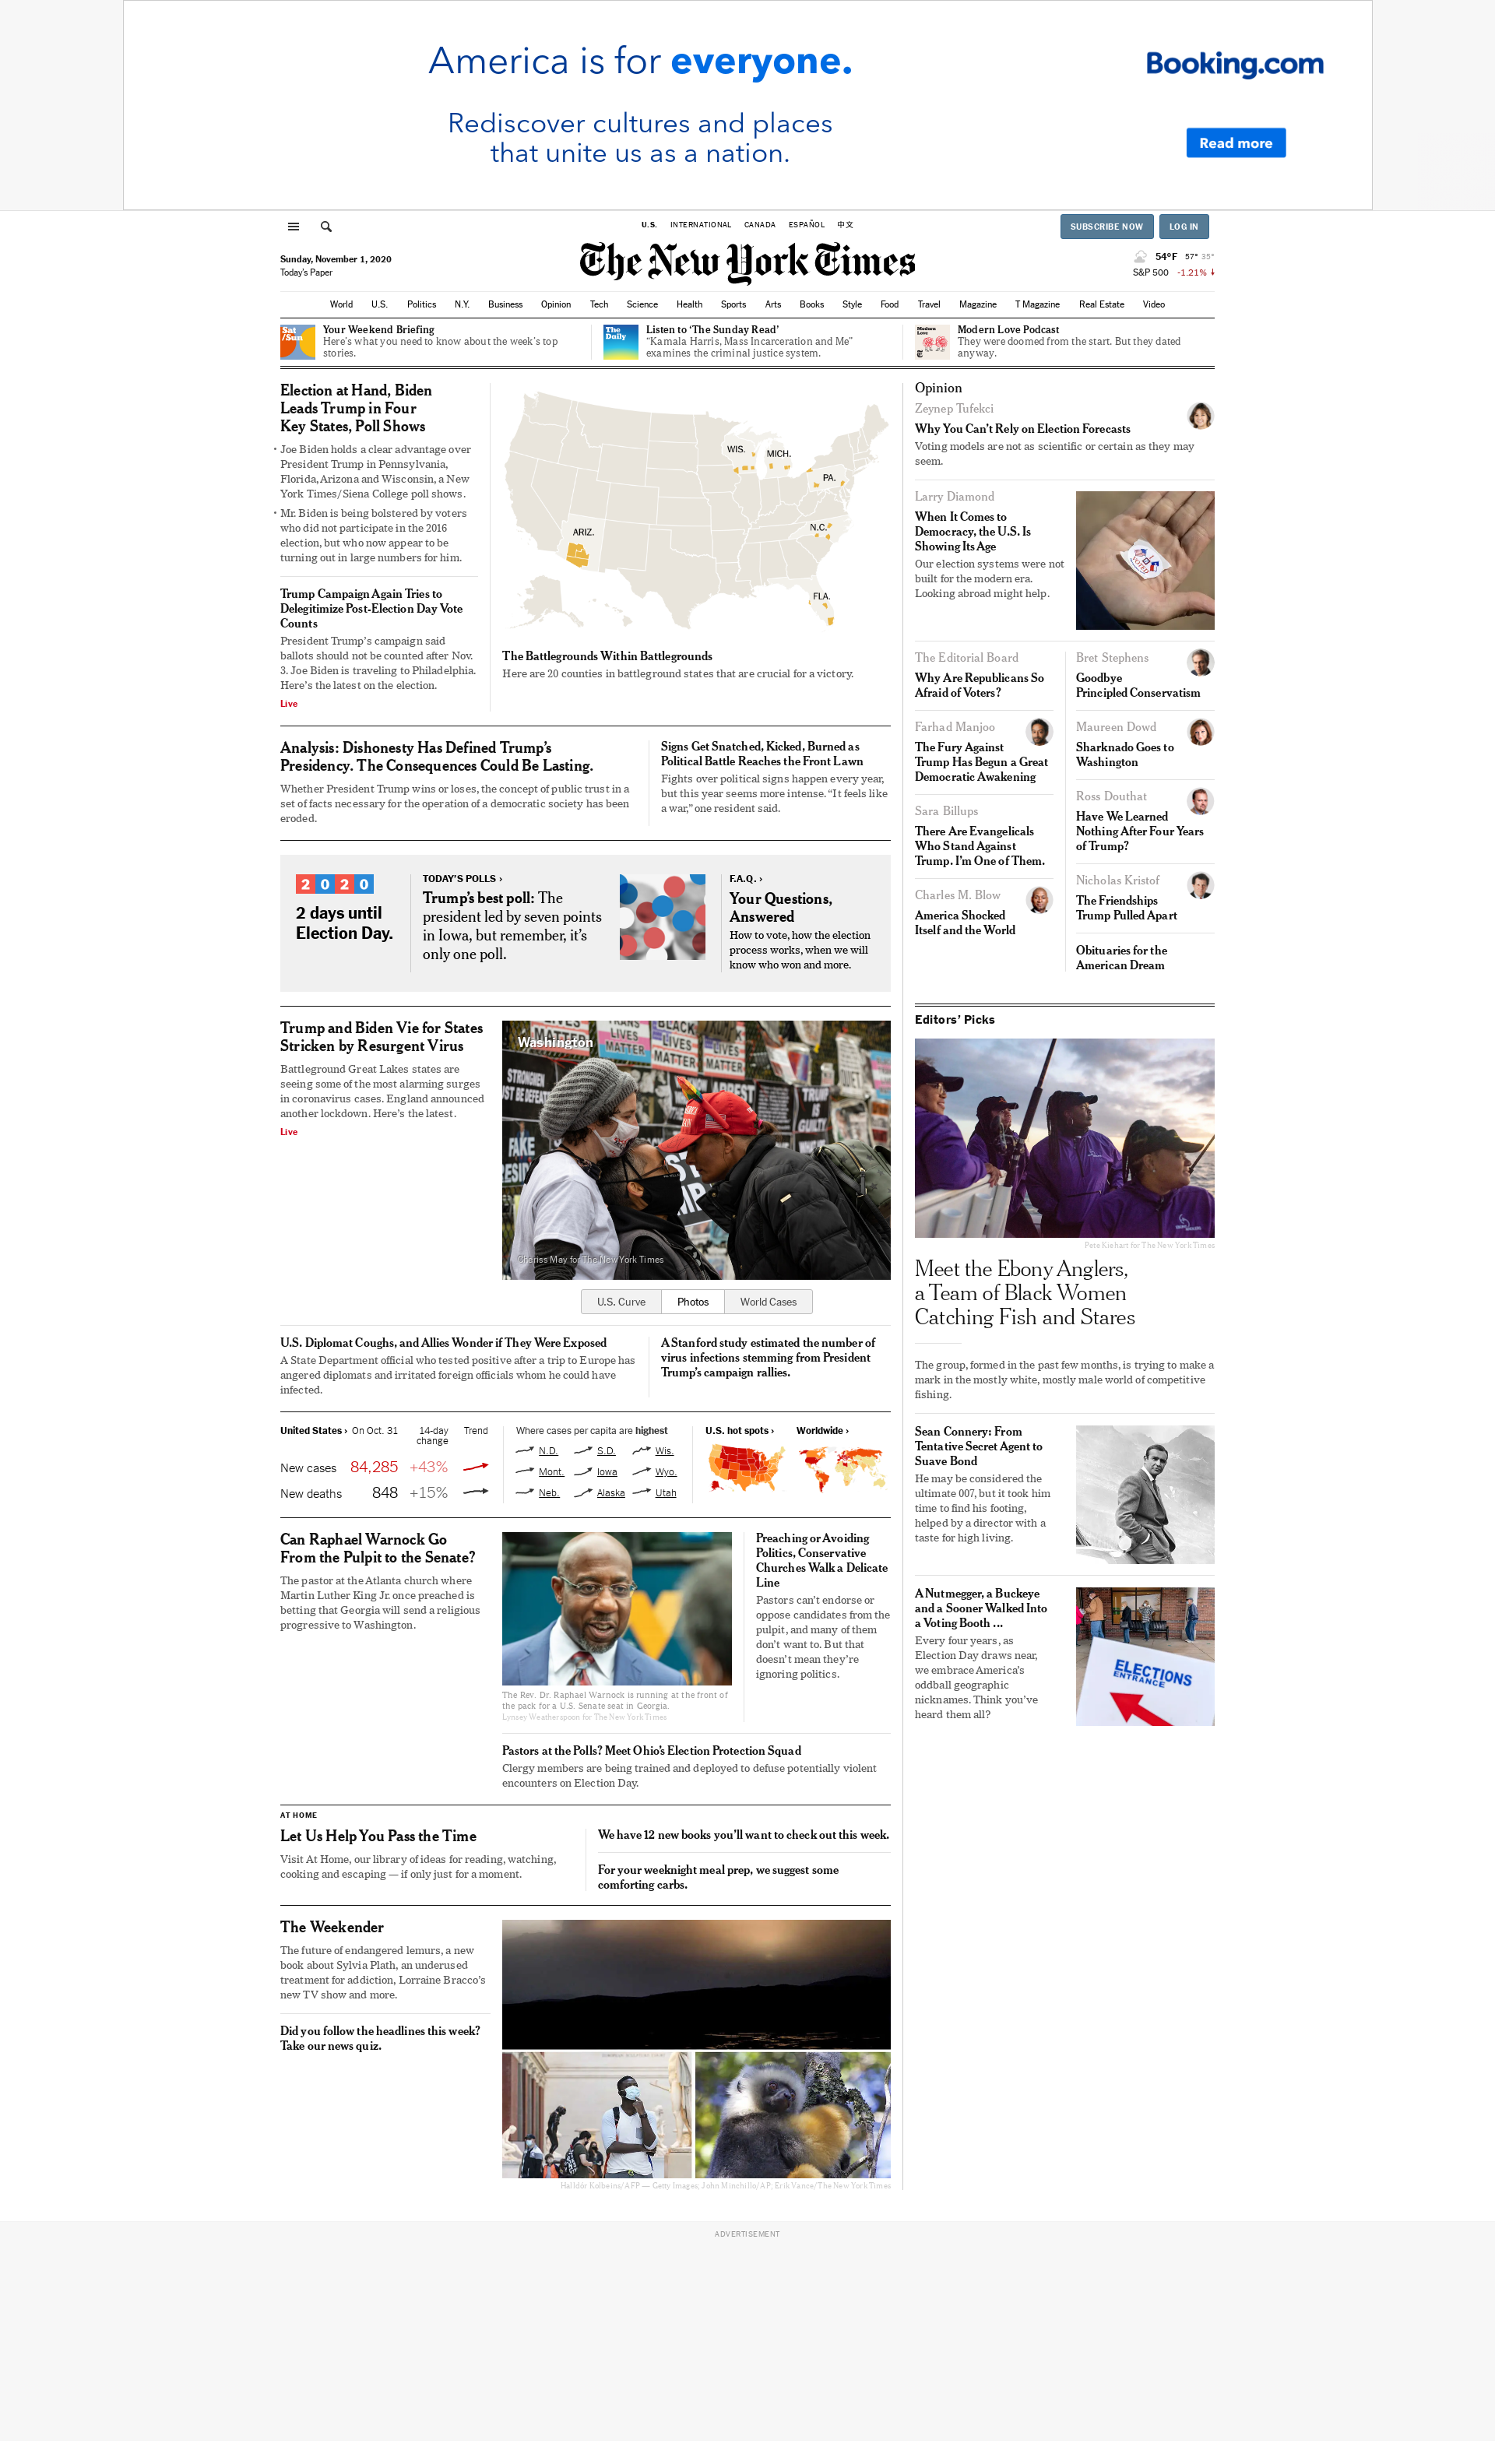 America is for everyone.
Booking.com
Rediscover cultures and places
that unite us as a nation.
Read more
U.S. INTERNATIONAL CANADA ESPAÑOL 中文
SUBSCRIBE NOW LOG IN
Sunday, November 1, 2020
Today's Paper
The New York Times
54°F 57° 35°
S&P 500 -1.21%
World U.S. Politics N.Y. Business Opinion Tech Science Health Sports Arts Books Style Food Travel Magazine T Magazine Real Estate Video
Sat
/Sun
Your Weekend Briefing
Here's what you need to know about the week's top
stories.
The
Daily
Listen to 'The Sunday Read'
"Kamala Harris, Mass Incarceration and Me"
examines the criminal justice system.
Modern
Love
Modern Love Podcast
They were doomed from the start. But they dated
anyway.
Election at Hand, Biden
Leads Trump in Four
Key States, Poll Shows
• Joe Biden holds a clear advantage over
President Trump in Pennsylvania,
Florida, Arizona and Wisconsin, a New
York Times/Siena College poll shows.
• Mr. Biden is being bolstered by voters
who did not participate in the 2016
election, but who now appear to be
turning out in large numbers for him.
Trump Campaign Again Tries to
Delegitimize Post-Election Day Vote
Counts
President Trump's campaign said
ballots should not be counted after Nov.
3. Joe Biden is traveling to Philadelphia.
Here's the latest on the election.
Live
WIS.
MICH.
PA.
N.C.
ARIZ.
FLA.
The Battlegrounds Within Battlegrounds
Here are 20 counties in battleground states that are crucial for a victory.
Analysis: Dishonesty Has Defined Trump's
Presidency. The Consequences Could Be Lasting.
Whether President Trump wins or loses, the concept of public trust in a
set of facts necessary for the operation of a democratic society has been
eroded.
Signs Get Snatched, Kicked, Burned as
Political Battle Reaches the Front Lawn
Fights over political signs happen every year,
but this year seems more intense. "It feels like
a war," one resident said.
2020
2 days until
Election Day.
TODAY'S POLLS ›
Trump's best poll: The
president led by seven points
in Iowa, but remember, it's
only one poll.
F.A.Q. ›
Your Questions,
Answered
How to vote, how the election
process works, when we will
know who won and more.
Trump and Biden Vie for States
Stricken by Resurgent Virus
Battleground Great Lakes states are
seeing some of the most alarming surges
in coronavirus cases. England announced
another lockdown. Here's the latest.
Live
Washington
LIVES
MATTER
TRANS
LIVES
MATTER
BLACK
LIVES
MATTER
FAKE
STOP
Chariss May for The New York Times
U.S. Curve Photos World Cases
U.S. Diplomat Coughs, and Allies Wonder if They Were Exposed
A State Department official who tested positive after a trip to Europe has
angered diplomats and irritated foreign officials whom he could have
infected.
A Stanford study estimated the number of
virus infections stemming from President
Trump's campaign rallies.
United States › On Oct. 31 14-day
change Trend
New cases 84,285 +43%
New deaths 848 +15%
Where cases per capita are highest
N.D. S.D. Wis.
Mont. Iowa Wyo.
Neb. Alaska Utah
U.S. hot spots › Worldwide ›
Can Raphael Warnock Go
From the Pulpit to the Senate?
The pastor at the Atlanta church where
Martin Luther King Jr. once preached is
betting that Georgia will send a religious
progressive to Washington.
The Rev. Dr. Raphael Warnock is running at the front of
the pack for a U.S. Senate seat in Georgia.
Lynsey Weatherspoon for The New York Times
Preaching or Avoiding
Politics, Conservative
Churches Walk a Delicate
Line
Pastors can't endorse or
oppose candidates from the
pulpit, and many of them
don't want to. But that
doesn't mean they're
ignoring politics.
Pastors at the Polls? Meet Ohio's Election Protection Squad
Clergy members are being trained and deployed to defuse potentially violent
encounters on Election Day.
AT HOME
Let Us Help You Pass the Time
Visit At Home, our library of ideas for reading, watching,
cooking and escaping — if only just for a moment.
We have 12 new books you'll want to check out this week.
For your weeknight meal prep, we suggest some
comforting carbs.
The Weekender
The future of endangered lemurs, a new
book about Sylvia Plath, an underused
treatment for addiction, Lorraine Bracco's
new TV show and more.
Did you follow the headlines this week?
Take our news quiz.
Halldor Kolbeins/AFP — Getty Images; John Minchillo/AP; Erik Vance/The New York Times
Opinion
Zeynep Tufekci
Why You Can't Rely on Election Forecasts
Voting models are not as scientific or certain as they may
seem.
Larry Diamond
When It Comes to
Democracy, the U.S. Is
Showing Its Age
Our election systems were not
built for the modern era.
Looking abroad might help.
The Editorial Board
Why Are Republicans So
Afraid of Voters?
Farhad Manjoo
The Fury Against
Trump Has Begun a Great
Democratic Awakening
Sara Billups
There Are Evangelicals
Who Stand Against
Trump. I'm One of Them.
Charles M. Blow
America Shocked
Itself and the World
Bret Stephens
Goodbye
Principled Conservatism
Maureen Dowd
Sharknado Goes to
Washington
Ross Douthat
Have We Learned
Nothing After Four Years
of Trump?
Nicholas Kristof
The Friendships
Trump Pulled Apart
Obituaries for the
American Dream
Editors' Picks
Pete Kiehart for The New York Times
Meet the Ebony Anglers,
a Team of Black Women
Catching Fish and Stares
The group, formed in the past few months, is trying to make a
mark in the mostly white, mostly male world of competitive
fishing.
Sean Connery: From
Tentative Secret Agent to
Suave Bond
He may be considered the
ultimate 007, but it took him
time to find his footing,
helped by a director with a
taste for high living.
A Nutmegger, a Buckeye
and a Sooner Walked Into
a Voting Booth ...
Every four years, as
Election Day draws near,
we embrace America's
oddball geographic
nicknames. Think you've
heard them all?
ELECTIONS
ENTRANCE
ADVERTISEMENT